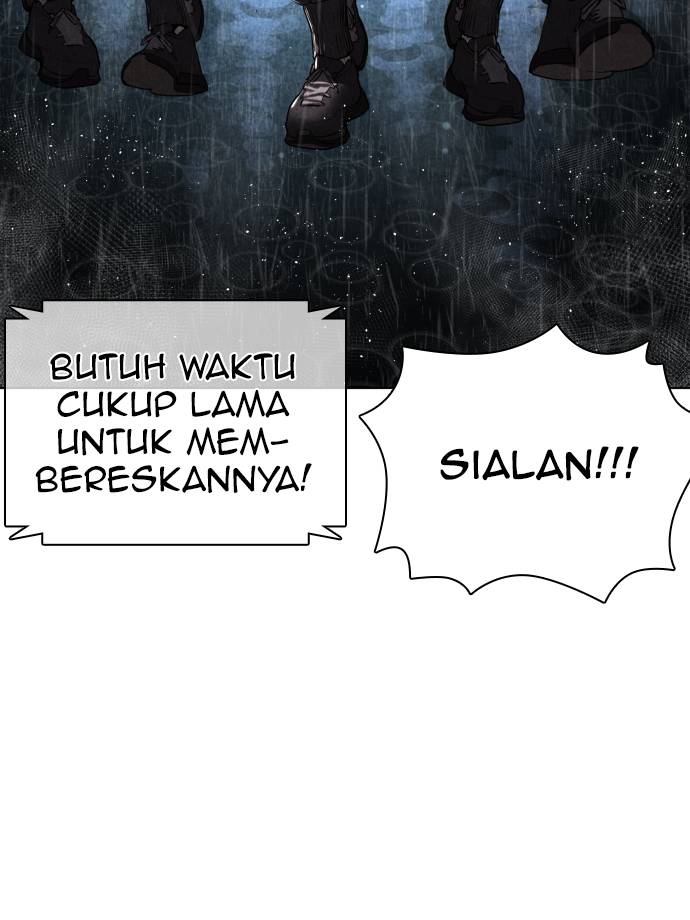 BUTUH WAKTU
CUKUP LAMA
UNTUK MEM-
BERESKANNYA!
SIALAN!!!